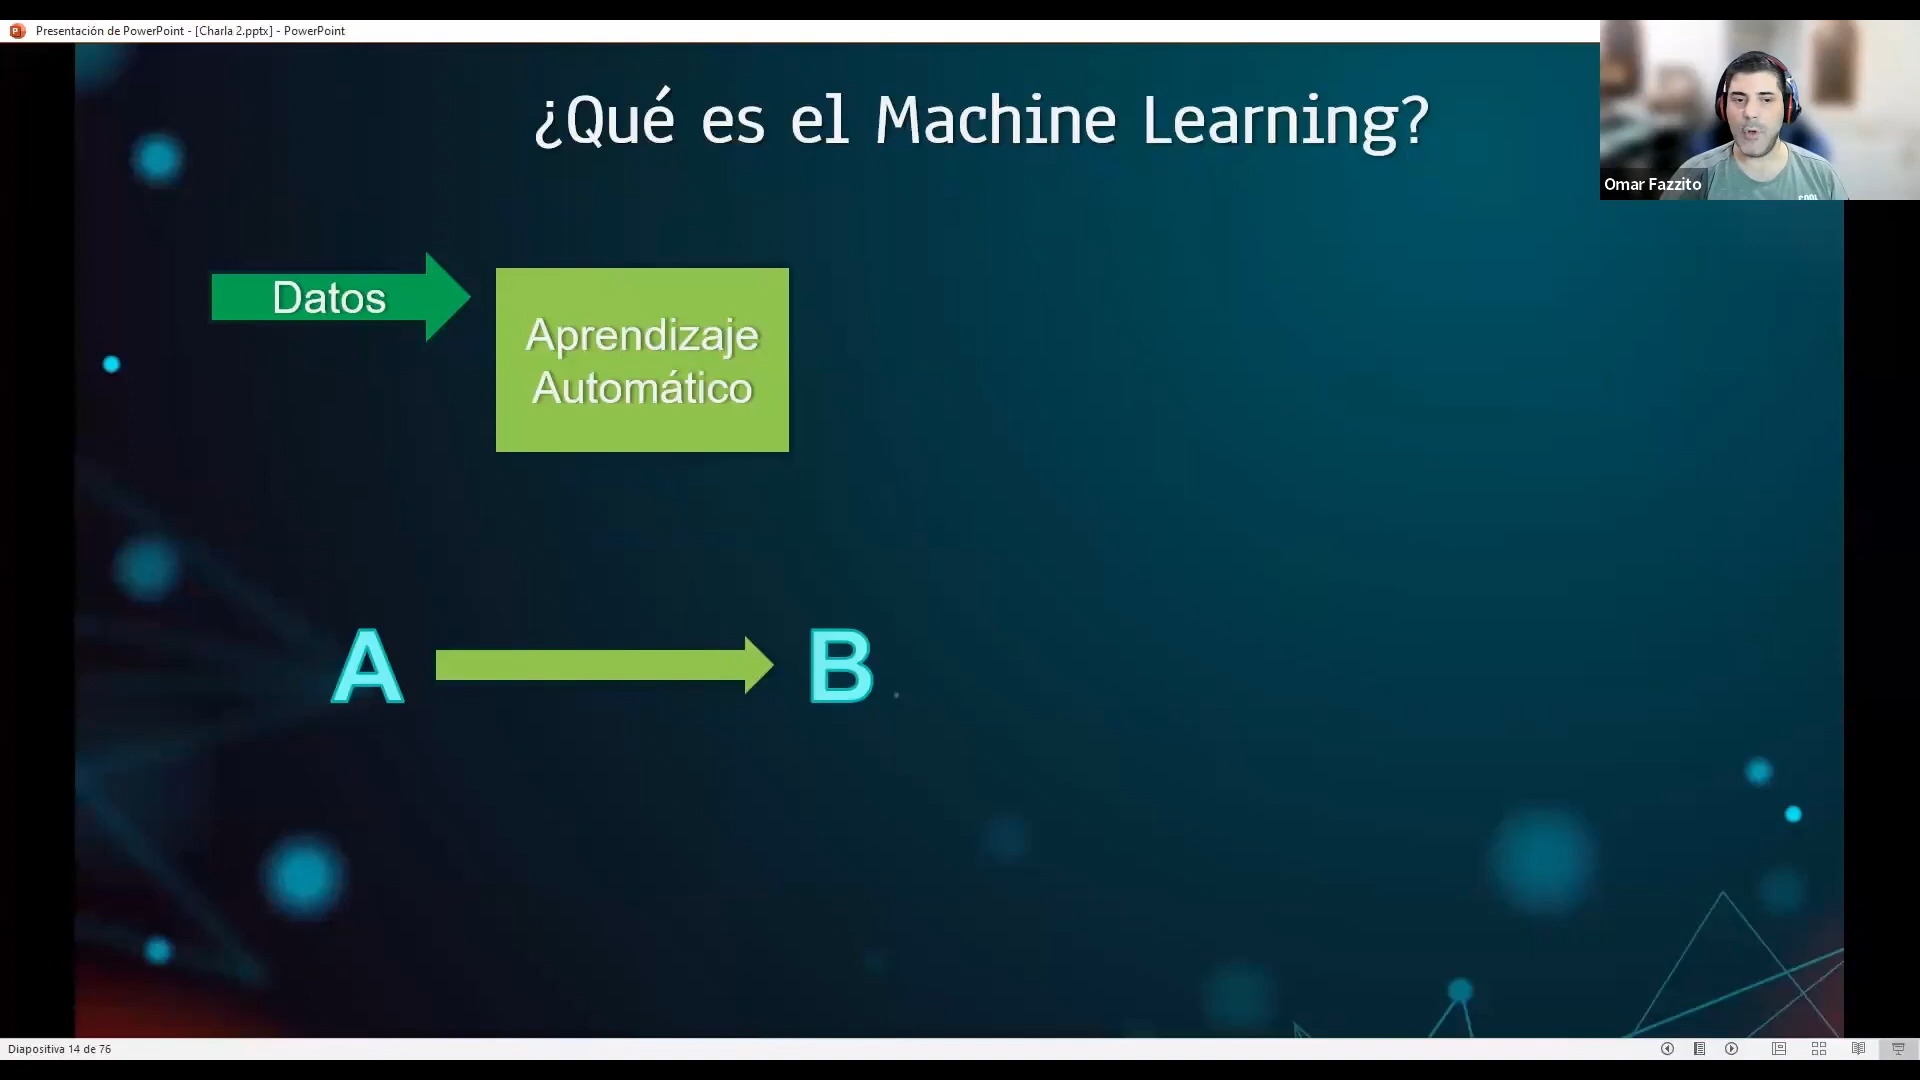 Presentación de PowerPoint - [Charla 2.pptx] - PowerPoint
¿Qué es el Machine Learning?
Omar Fazzito
Datos
Aprendizaje
Automático
A
B
Diapositiva 14 de 76